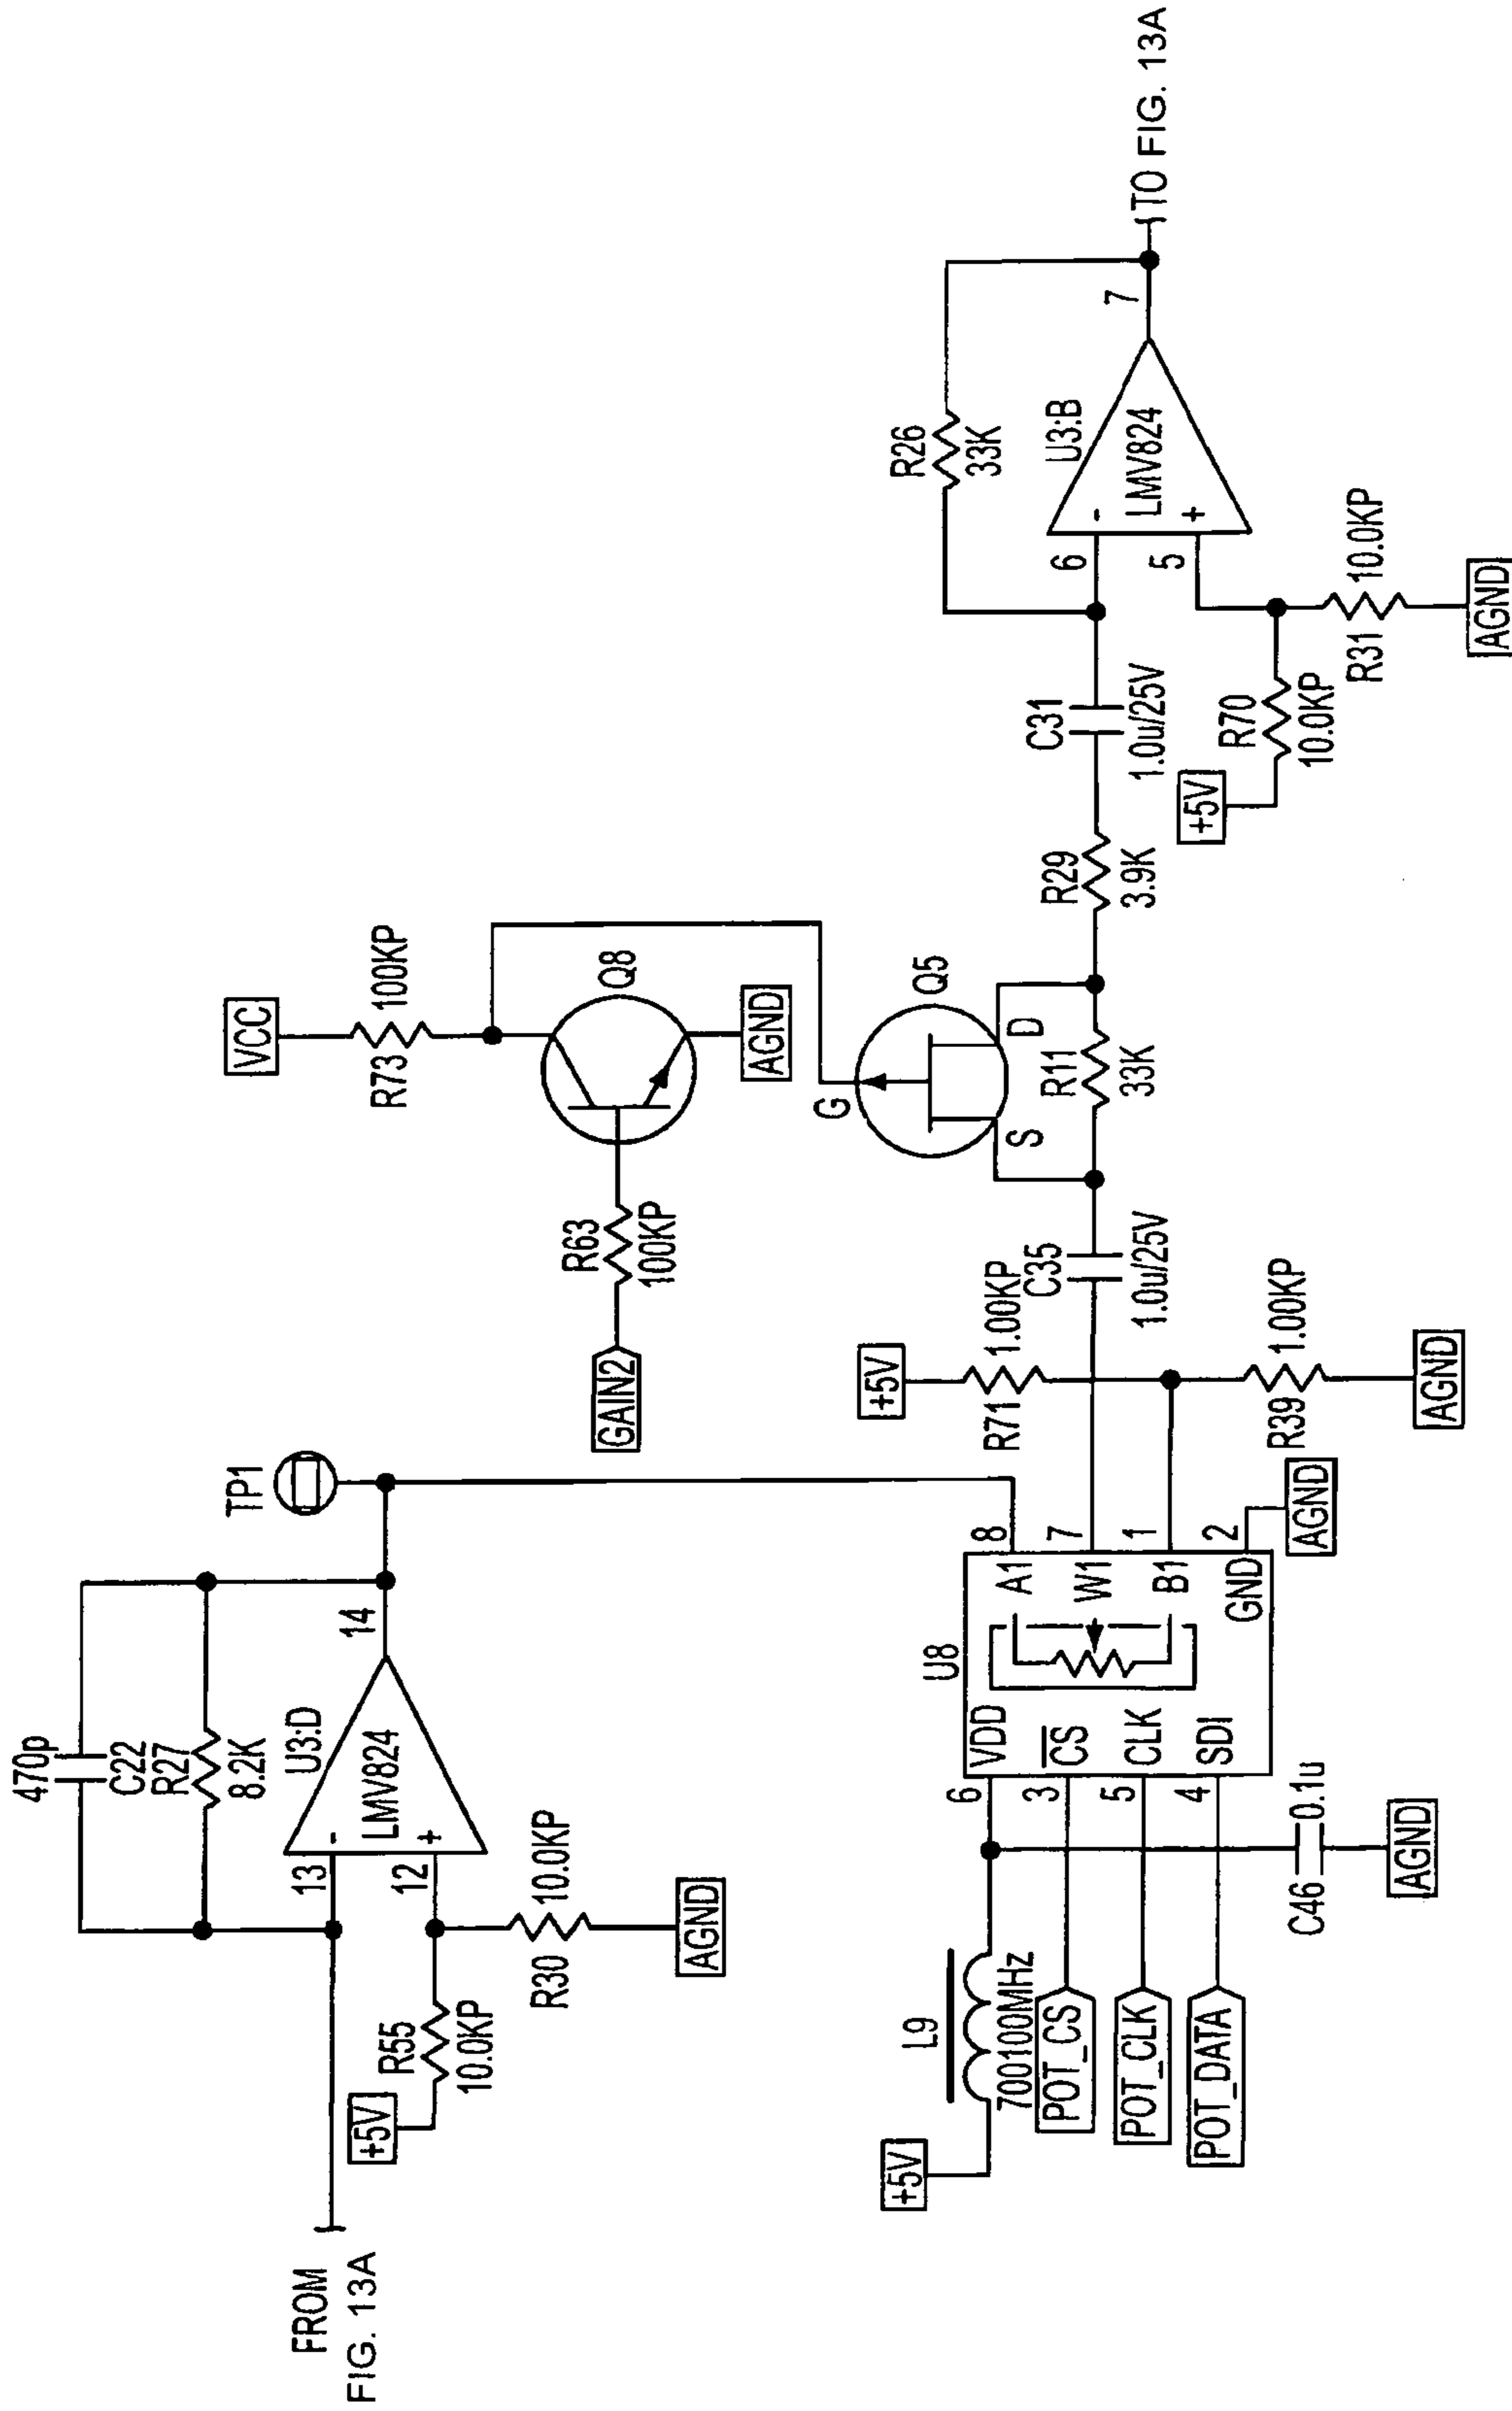 470p
C22
R27
8.2K
U3:D
LMV824
13
-
12
+
14
TP1
FROM
FIG. 13A
+5V
R55
10.0KP
R30
10.0KP
AGND
VCC
R73
100KP
Q8
AGND
GAIN2
R63
100KP
G
Q5
S
D
R11
33K
+5V
R71
1.00KP
C35
1.0u/25V
R39
1.00KP
AGND
R29
3.9K
C31
1.0u/25V
R26
33K
U3:B
LMV824
6
-
5
+
7
TO FIG. 13A
+5V
R70
10.0KP
R31
10.0KP
AGND
+5V
L9
700100MHz
POT_CS
POT_CLK
POT_DATA
U8
6
VDD
3
CS
5
CLK
4
SDI
8
A1
7
W1
1
B1
2
GND
AGND
C46
0.1u
AGND